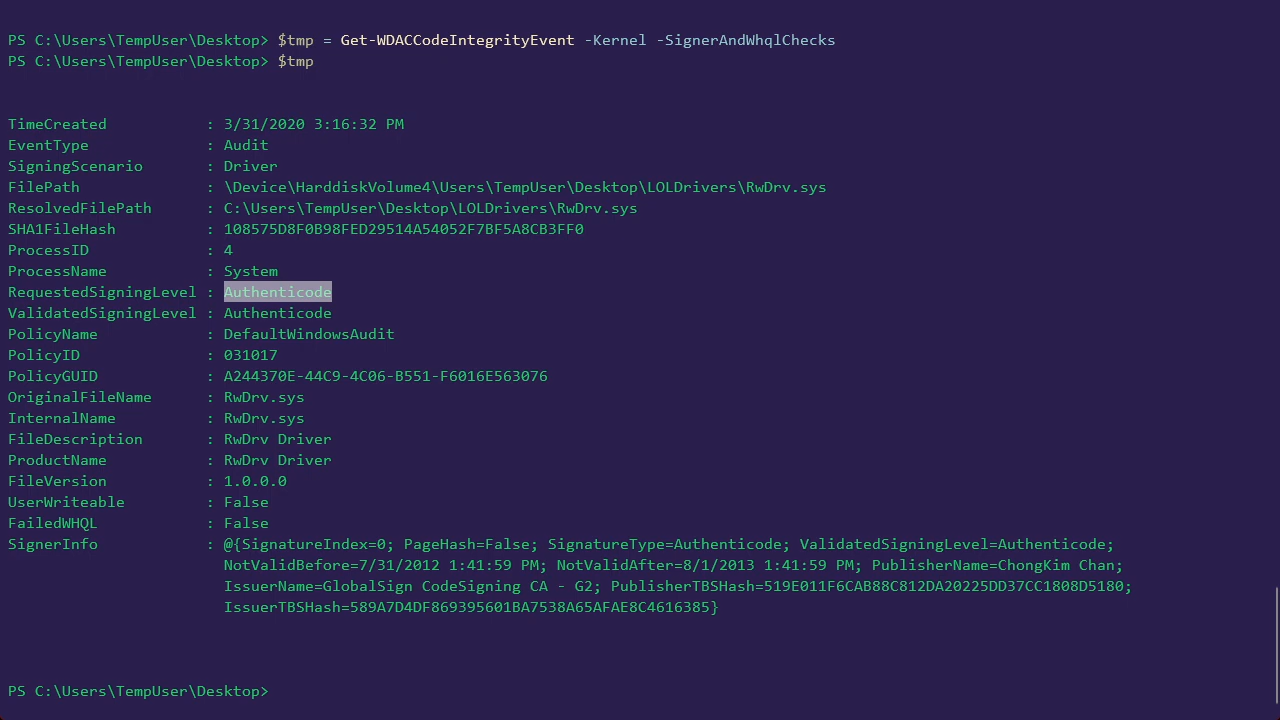 PS C:\Users\TempUser\Desktop> $tmp = Get-WDACCodeIntegrityEvent -Kernel -SignerAndWhqlChecks
PS C:\Users\TempUser\Desktop> $tmp
TimeCreated : 3/31/2020 3:16:32 PM
EventType : Audit
SigningScenario : Driver
FilePath : \Device\HarddiskVolume4\Users\TempUser\Desktop\LOLDrivers\RwDrv.sys
ResolvedFilePath : C:\Users\TempUser\Desktop\LOLDrivers\RwDrv.sys
SHA1FileHash : 108575D8F0B98FED29514A54052F7BF5A8CB3FF0
ProcessID : 4
ProcessName : System
RequestedSigningLevel : Authenticode
ValidatedSigningLevel : Authenticode
PolicyName : DefaultWindowsAudit
PolicyID : 031017
PolicyGUID : A244370E-44C9-4C06-B551-F6016E563076
OriginalFileName : RwDrv.sys
InternalName : RwDrv.sys
FileDescription : RwDrv Driver
ProductName : RwDrv Driver
FileVersion : 1.0.0.0
UserWriteable : False
FailedWHQL : False
SignerInfo : @{SignatureIndex=0; PageHash=False; SignatureType=Authenticode; ValidatedSigningLevel=Authenticode;
NotValidBefore=7/31/2012 1:41:59 PM; NotValidAfter=8/1/2013 1:41:59 PM; PublisherName=ChongKim Chan;
IssuerName=GlobalSign CodeSigning CA - G2; PublisherTBSHash=519E011F6CAB88C812DA20225DD37CC1808D5180;
IssuerTBSHash=589A7D4DF869395601BA7538A65AFAE8C4616385}
PS C:\Users\TempUser\Desktop>